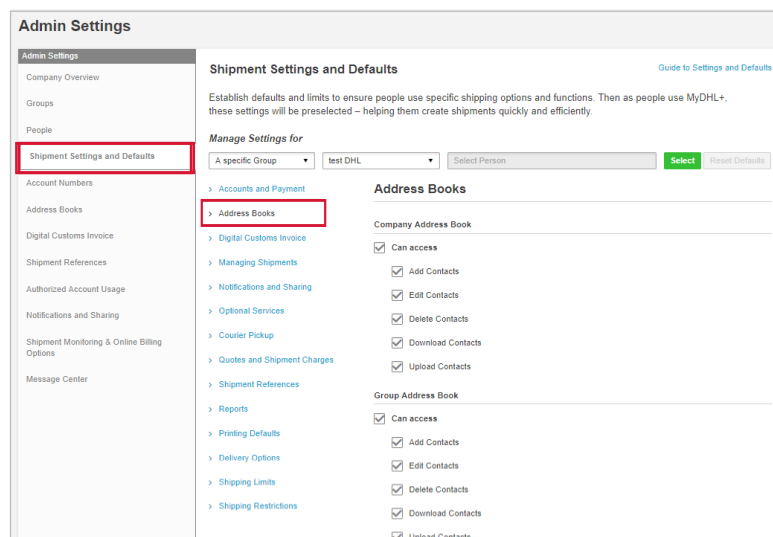 Admin Settings
Admin Settings
Company Overview
Groups
People
Shipment Settings and Defaults
Account Numbers
Address Books
Digital Customs Invoice
Shipment References
Authorized Account Usage
Notifications and Sharing
Shipment Monitoring & Online Billing
Options
Message Center
Shipment Settings and Defaults
Guide to Settings and Defaults
Establish defaults and limits to ensure people use specific shipping options and functions. Then as people use MyDHL+,
these settings will be preselected – helping them create shipments quickly and efficiently.
Manage Settings for
A specific Group test DHL Select Person Select Reset Defaults
Accounts and Payment
Address Books
Digital Customs Invoice
Managing Shipments
Notifications and Sharing
Optional Services
Courier Pickup
Quotes and Shipment Charges
Shipment References
Reports
Printing Defaults
Delivery Options
Shipping Limits
Shipping Restrictions
Address Books
Company Address Book
Can access
Add Contacts
Edit Contacts
Delete Contacts
Download Contacts
Upload Contacts
Group Address Book
Can access
Add Contacts
Edit Contacts
Delete Contacts
Download Contacts
Upload Contacts